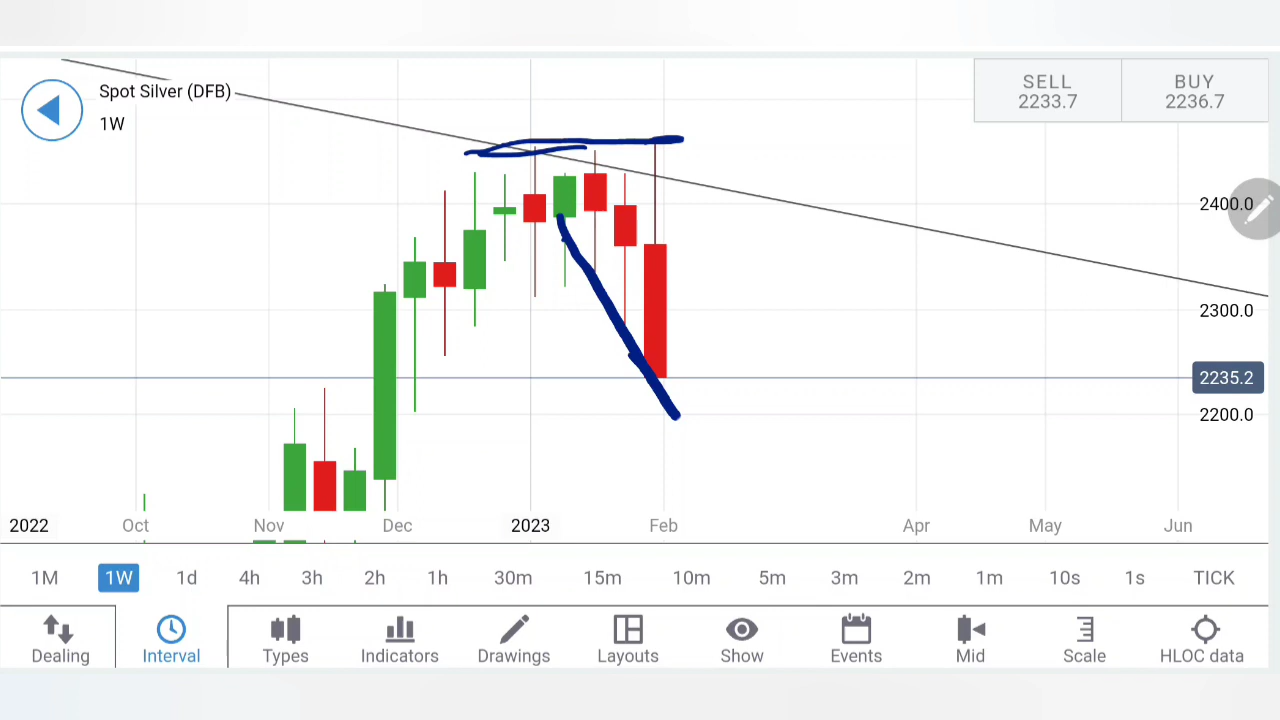 Spot Silver (DFB)
1W
SELL
2233.7
BUY
2236.7
2400.0
2300.0
2235.2
2200.0
2022 Oct Nov Dec 2023 Feb Apr May Jun
1M 1W 1d 4h 3h 2h 1h 30m 15m 10m 5m 3m 2m 1m 10s 1s TICK
Dealing Interval Types Indicators Drawings Layouts Show Events Mid Scale HLOC data